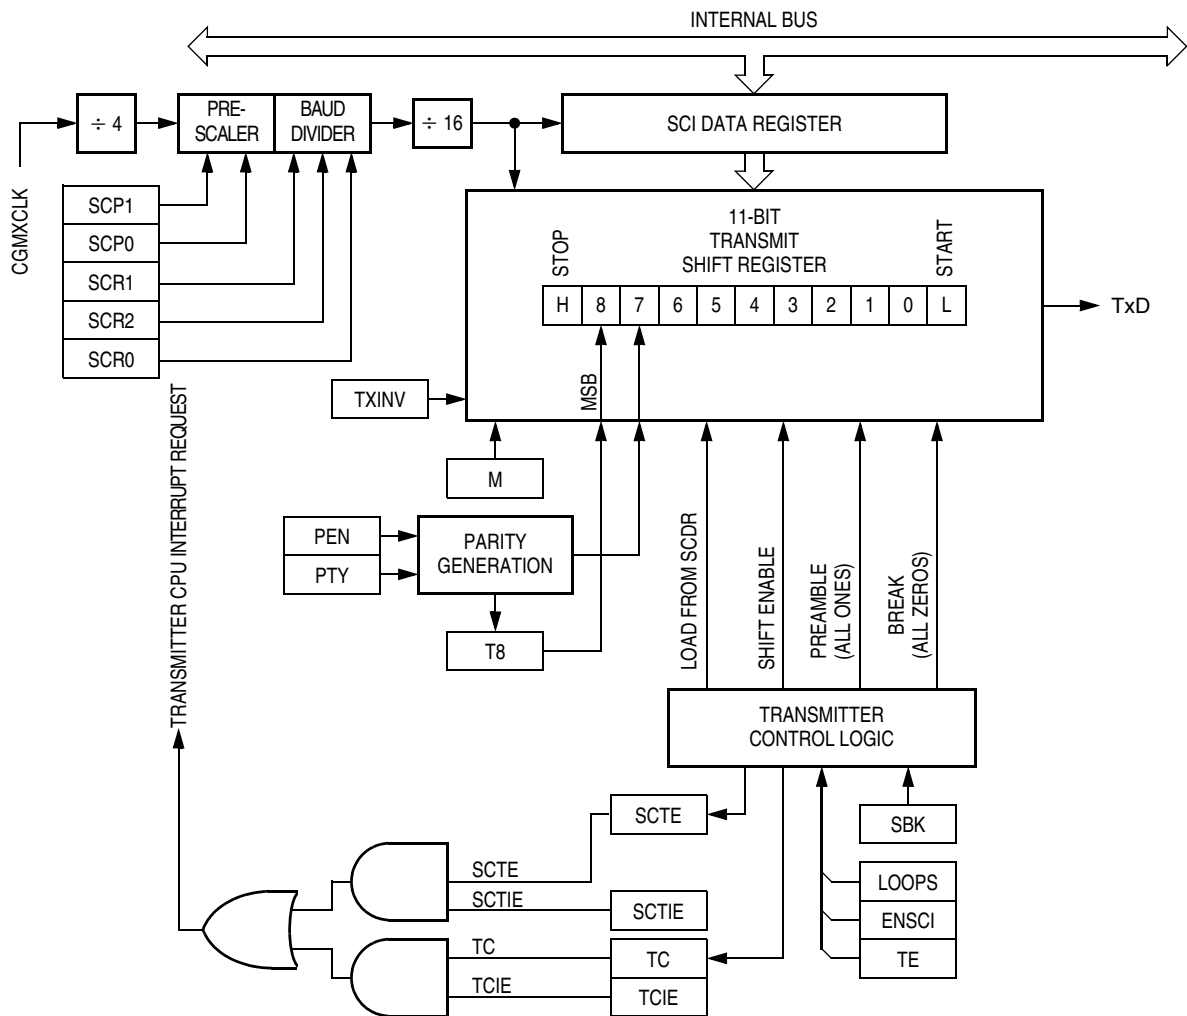 INTERNAL BUS
÷ 4
PRE-
SCALER
BAUD
DIVIDER
÷ 16
SCI DATA REGISTER
CGMXCLK
SCP1
SCP0
SCR1
SCR2
SCR0
11-BIT
TRANSMIT
SHIFT REGISTER
STOP
START
H 8 7 6 5 4 3 2 1 0 L
TxD
TXINV
MSB
M
PEN
PTY
PARITY
GENERATION
T8
LOAD FROM SCDR
SHIFT ENABLE
PREAMBLE
(ALL ONES)
BREAK
(ALL ZEROS)
TRANSMITTER CPU INTERRUPT REQUEST
TRANSMITTER
CONTROL LOGIC
SCTE
SBK
SCTE
SCTIE
SCTIE
LOOPS
ENSCI
TE
TC
TC
TCIE
TCIE